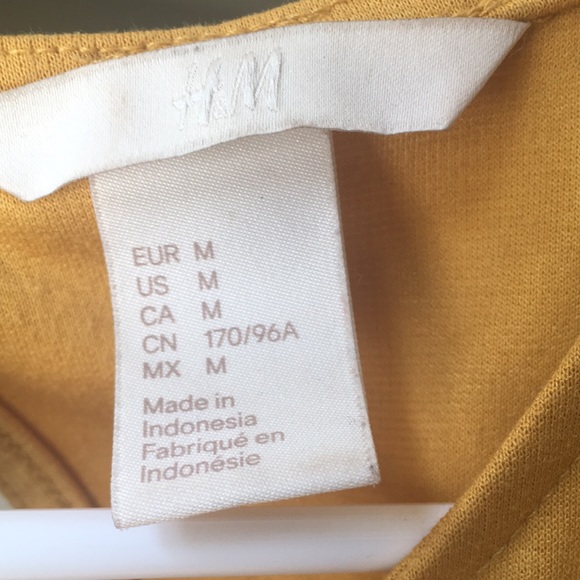 H&M
EUR M
US M
CA M
CN 170/96A
MX M
Made in
Indonesia
Fabriqué en
Indonésie